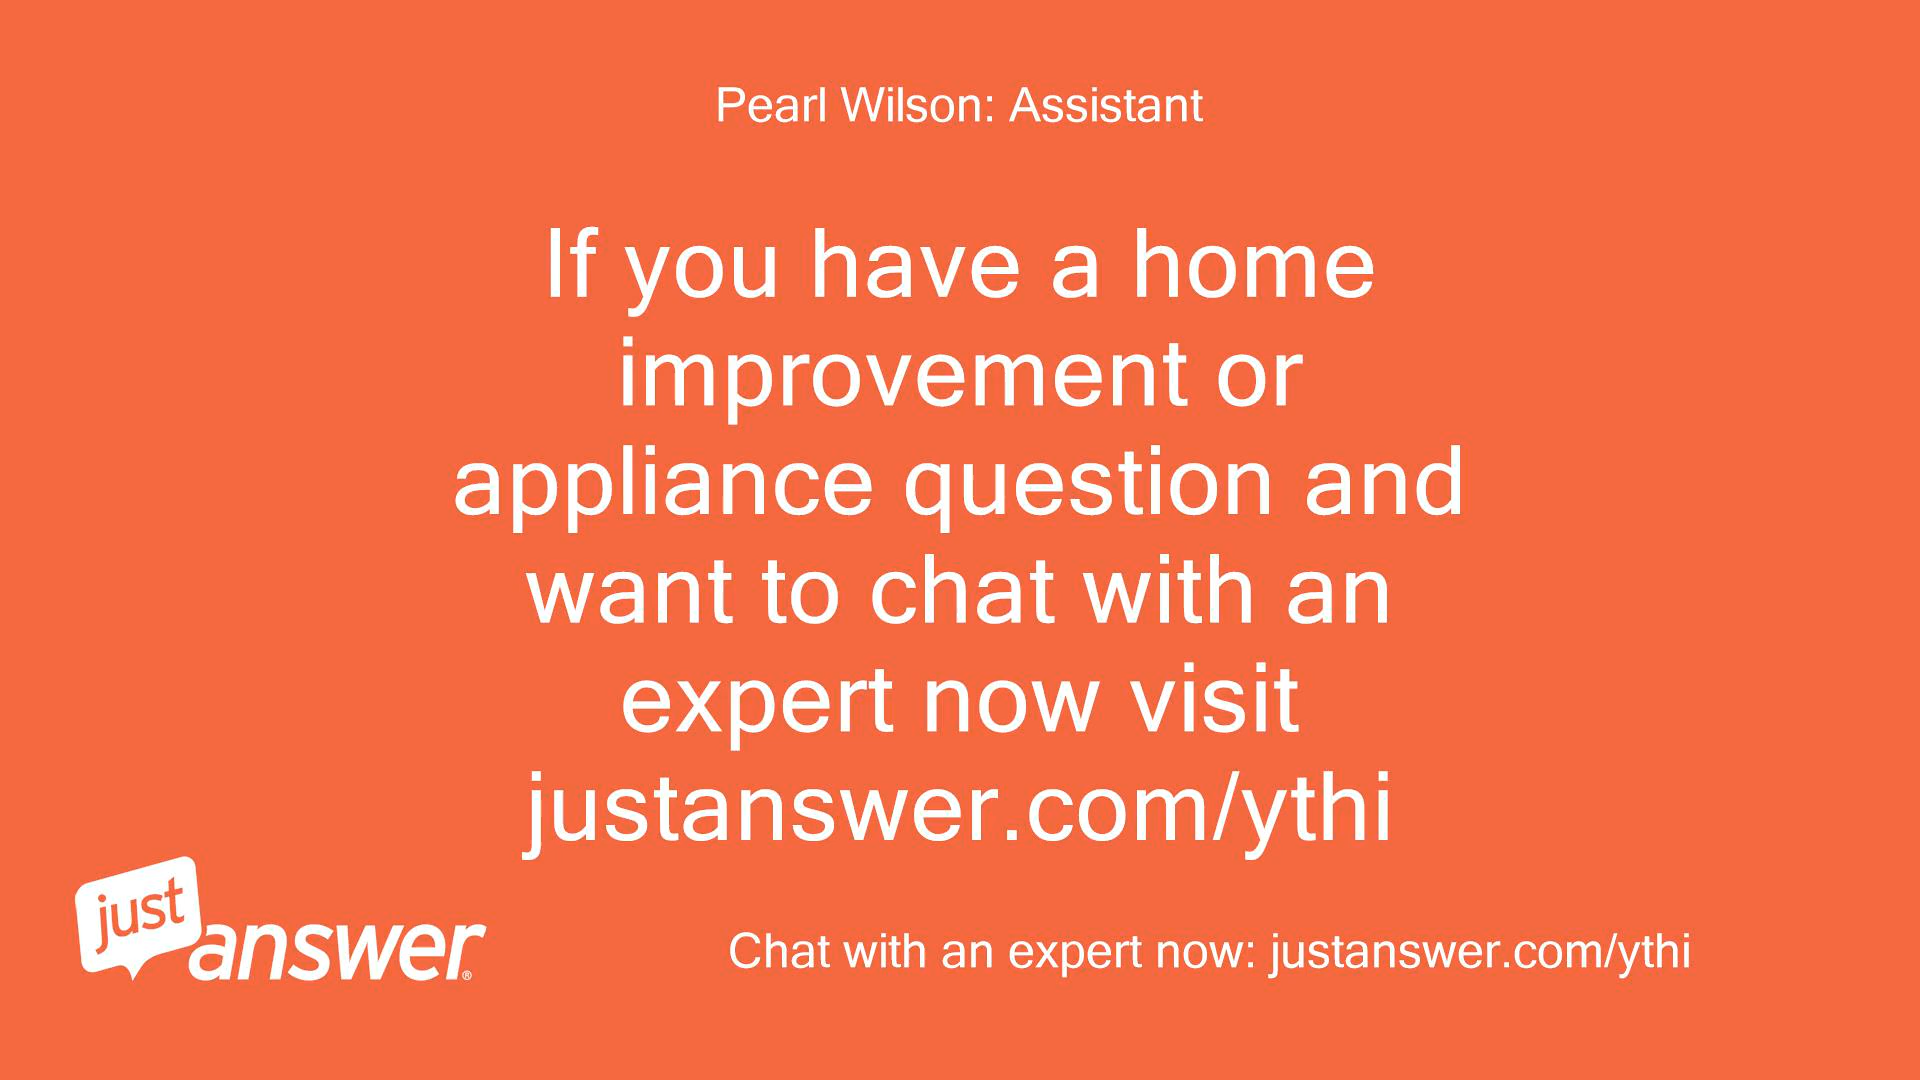 Pearl Wilson: Assistant
If you have a home
improvement or
appliance question and
want to chat with an
expert now visit
justanswer.com/ythi
just
answer®
Chat with an expert now: justanswer.com/ythi